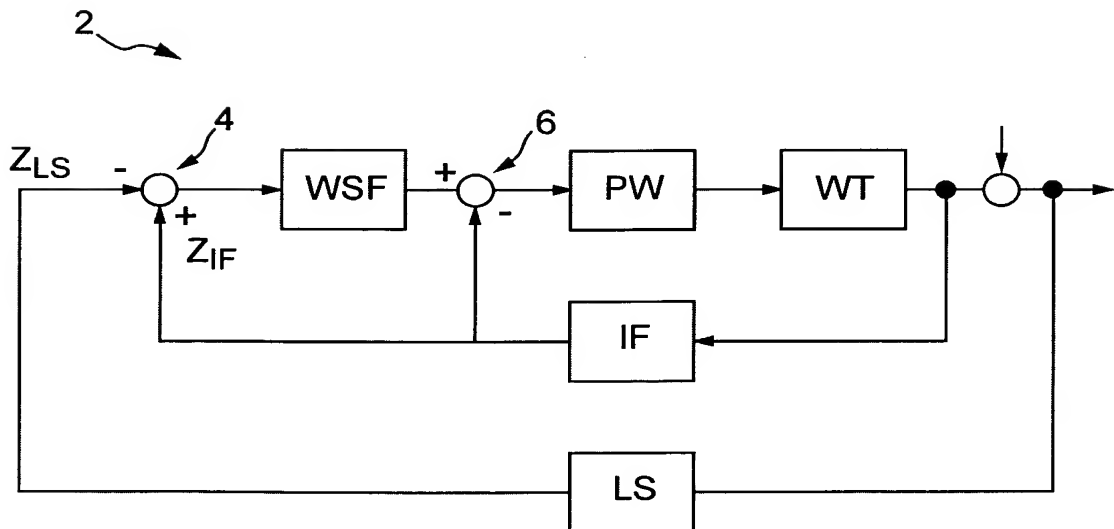 2
4
6
Z_LS
-
+
Z_IF
WSF
+
-
PW
WT
IF
LS